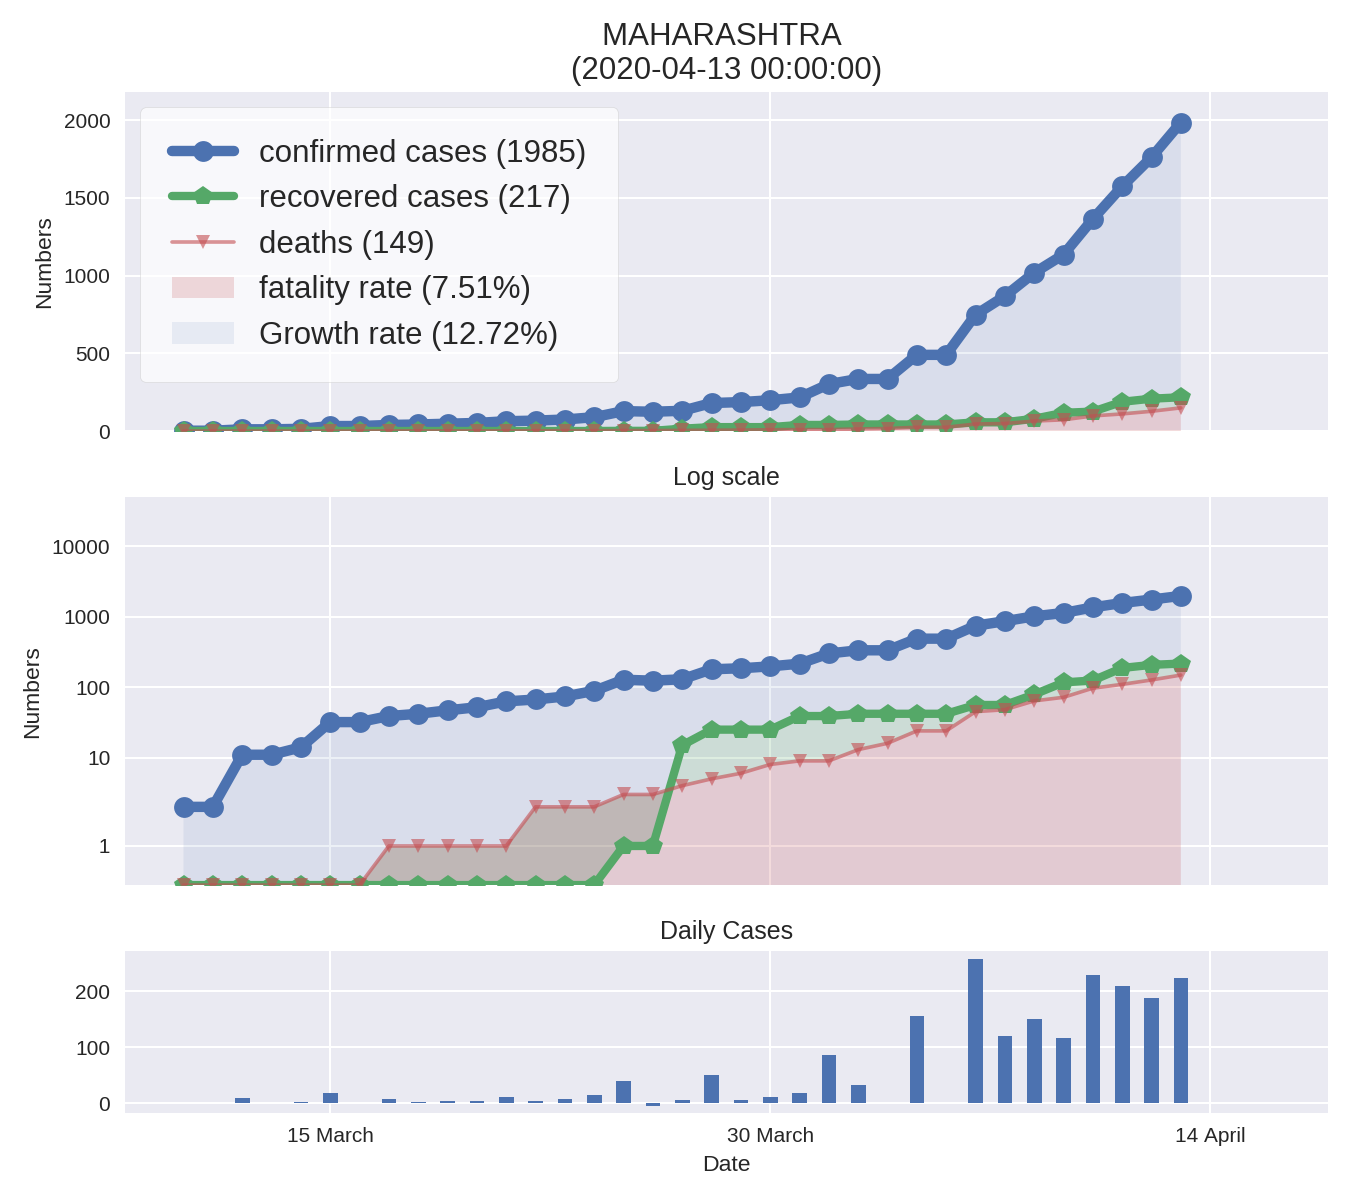 MAHARASHTRA
(2020-04-13 00:00:00)
2000
1500
1000
500
0
Numbers
confirmed cases (1985)
recovered cases (217)
deaths (149)
fatality rate (7.51%)
Growth rate (12.72%)
Log scale
10000
1000
100
10
1
Numbers
Daily Cases
200
100
0
15 March
30 March
14 April
Date